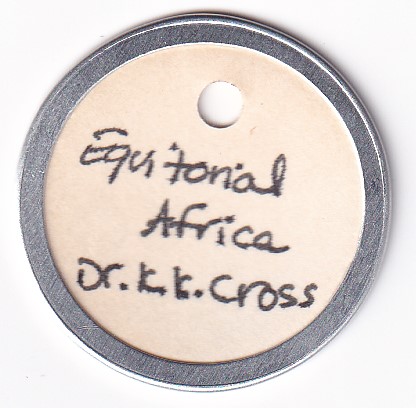 Equitorial
Africa
Dr. K. K. Cross